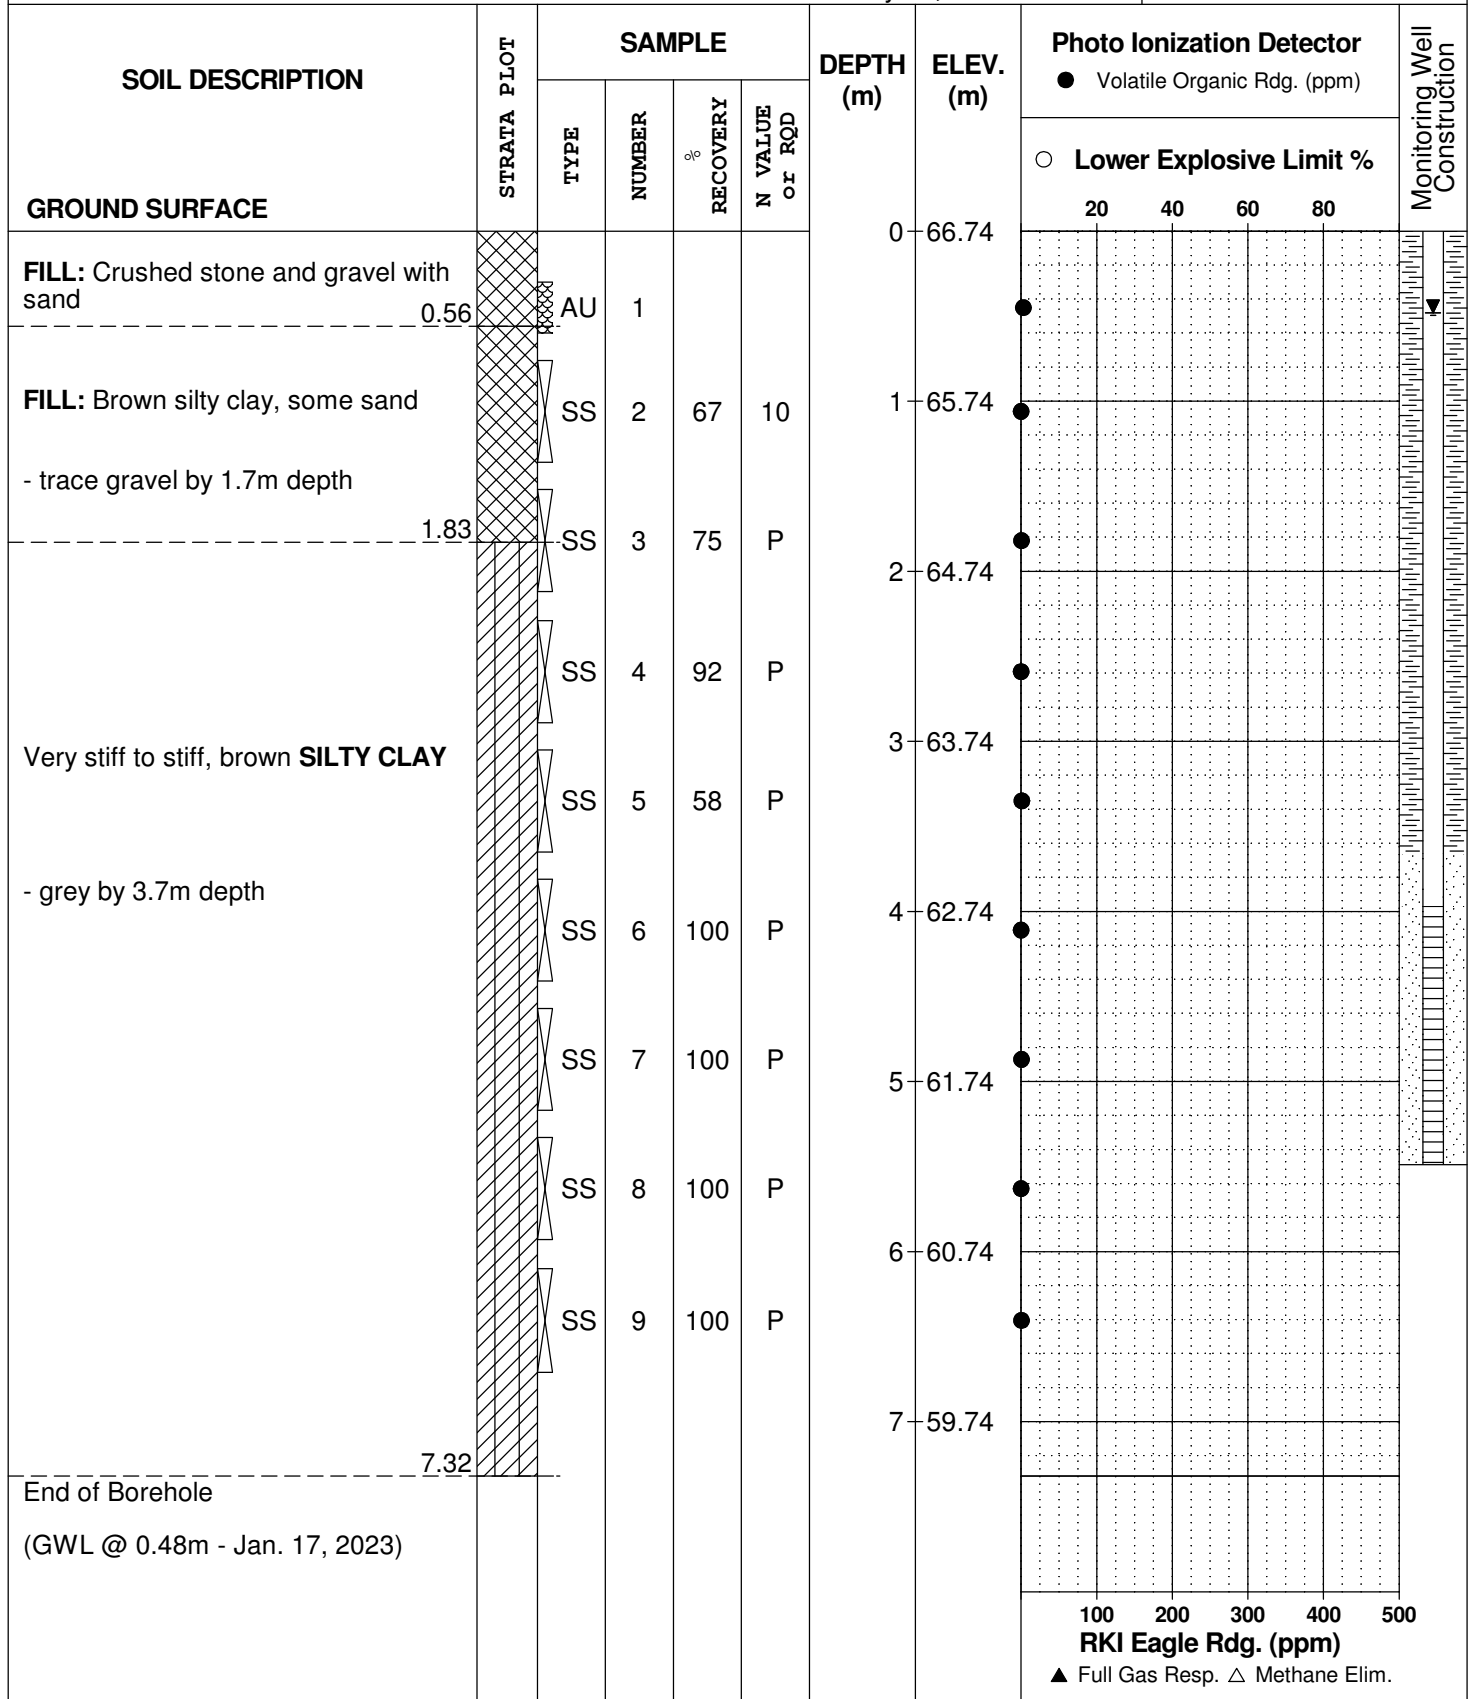 SOIL DESCRIPTION
GROUND SURFACE
STRATA PLOT
SAMPLE
TYPE
NUMBER
%
RECOVERY
N VALUE
or RQD
DEPTH
(m)
ELEV.
(m)
Photo Ionization Detector
● Volatile Organic Rdg. (ppm)
○ Lower Explosive Limit %
20 40 60 80
Monitoring Well
Construction
0 66.74
FILL: Crushed stone and gravel with
sand
0.56
AU 1
FILL: Brown silty clay, some sand
SS 2 67 10
1 65.74
- trace gravel by 1.7m depth
1.83
SS 3 75 P
2 64.74
SS 4 92 P
3 63.74
Very stiff to stiff, brown SILTY CLAY
SS 5 58 P
- grey by 3.7m depth
4 62.74
SS 6 100 P
SS 7 100 P
5 61.74
SS 8 100 P
6 60.74
SS 9 100 P
7 59.74
7.32
End of Borehole
(GWL @ 0.48m - Jan. 17, 2023)
100 200 300 400 500
RKI Eagle Rdg. (ppm)
▲ Full Gas Resp. △ Methane Elim.